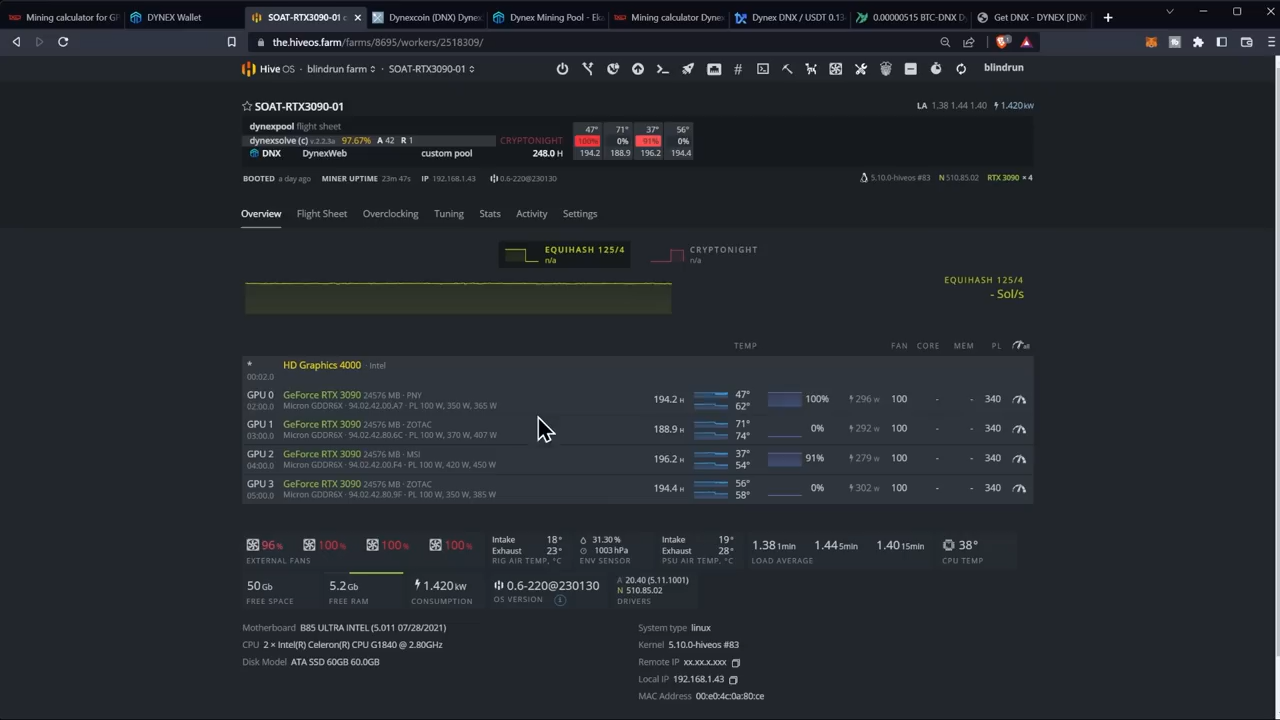 Mining calculator for GP
DYNEX Wallet
SOAT-RTX3090-01
Dynexcoin (DNX) Dyne
Dynex Mining Pool - Eka
Mining calculator Dyne
Dynex DNX / USDT 0.13
0.00000515 BTC-DNX Dy
Get DNX - DYNEX [DNX
the.hiveos.farm/farms/8695/workers/2518309/
Hive OS · blindrun farm SOAT-RTX3090-01
blindrun
SOAT-RTX3090-01
LA 1.38 1.44 1.40 1.420kw
dynexpool flight sheet
dynexsolve (c) v.2.2.3a 97.67% A 42 R 1 CRYPTONIGHT
DNX DynexWeb custom pool 248.0 H
47° 71° 37° 56°
100% 0% 91% 0%
194.2 188.9 196.2 194.4
BOOTED a day ago MINER UPTIME 23m 47s IP 192.168.1.43 0.6-220@230130
5.10.0-hiveos #83 N 510.85.02 RTX 3090 × 4
Overview Flight Sheet Overclocking Tuning Stats Activity Settings
EQUIHASH 125/4
n/a
CRYPTONIGHT
n/a
EQUIHASH 125/4
- Sol/s
TEMP FAN CORE MEM PL
* HD Graphics 4000 · Intel
00:02.0
GPU 0 GeForce RTX 3090 24576 MB · PNY 194.2 H 47° 100% 296 w 100 - - 340
02:00.0 Micron GDDR6X · 94.02.42.00.A7 · PL 100 W, 350 W, 365 W 62°
GPU 1 GeForce RTX 3090 24576 MB · ZOTAC 188.9 H 71° 0% 292 w 100 - - 340
03:00.0 Micron GDDR6X · 94.02.42.80.6C · PL 100 W, 370 W, 407 W 74°
GPU 2 GeForce RTX 3090 24576 MB · MSI 196.2 H 37° 91% 279 w 100 - - 340
04:00.0 Micron GDDR6X · 94.02.42.00.F4 · PL 100 W, 420 W, 450 W 54°
GPU 3 GeForce RTX 3090 24576 MB · ZOTAC 194.4 H 56° 0% 302 w 100 - - 340
05:00.0 Micron GDDR6X · 94.02.42.80.9F · PL 100 W, 350 W, 385 W 58°
96% 100% 100% 100%
EXTERNAL FANS
Intake 18°
Exhaust 23°
RIG AIR TEMP, °C
31.30 %
1003 hPa
ENV SENSOR
Intake 19°
Exhaust 28°
PSU AIR TEMP, °C
1.38 1min 1.44 5min 1.40 15min
LOAD AVERAGE
38°
CPU TEMP
50 Gb
FREE SPACE
5.2 Gb
FREE RAM
1.420 kW
CONSUMPTION
0.6-220@230130
OS VERSION
A 20.40 (5.11.1001)
N 510.85.02
DRIVERS
Motherboard B85 ULTRA INTEL (5.011 07/28/2021)
CPU 2 × Intel(R) Celeron(R) CPU G1840 @ 2.80GHz
Disk Model ATA SSD 60GB 60.0GB
System type linux
Kernel 5.10.0-hiveos #83
Remote IP xx.xx.x.xxx
Local IP 192.168.1.43
MAC Address 00:e0:4c:0a:80:ce